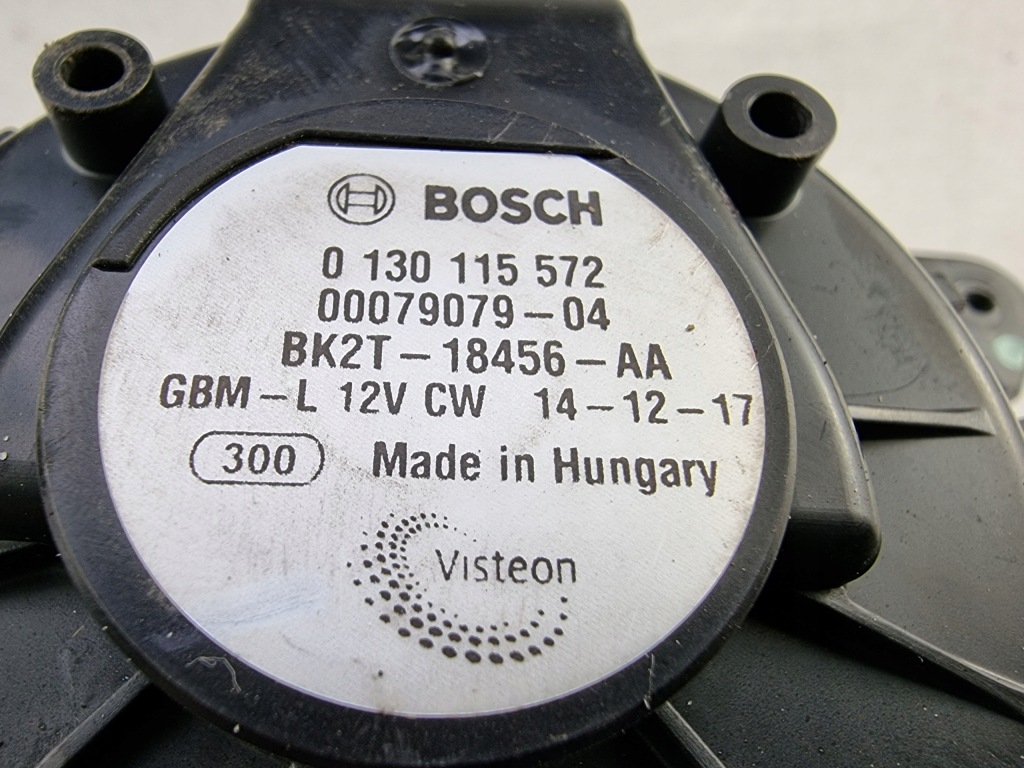 BOSCH
0 130 115 572
00079079-04
BK2T-18456-AA
GBM-L 12V CW 14-12-17
300 Made in Hungary
Visteon